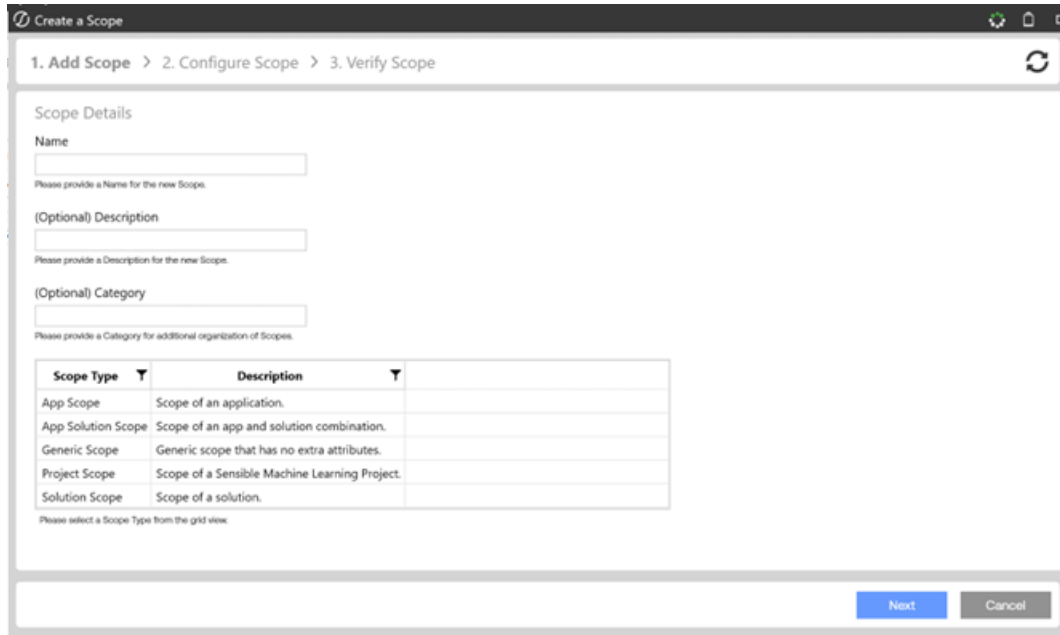 Create a Scope
1. Add Scope > 2. Configure Scope > 3. Verify Scope
Scope Details
Name
Please provide a Name for the new Scope.
(Optional) Description
Please provide a Description for the new Scope.
(Optional) Category
Please provide a Category for additional organization of Scopes.
Scope Type Description
App Scope Scope of an application.
App Solution Scope Scope of an app and solution combination.
Generic Scope Generic scope that has no extra attributes.
Project Scope Scope of a Sensible Machine Learning Project.
Solution Scope Scope of a solution.
Please select a Scope Type from the grid view.
Next Cancel